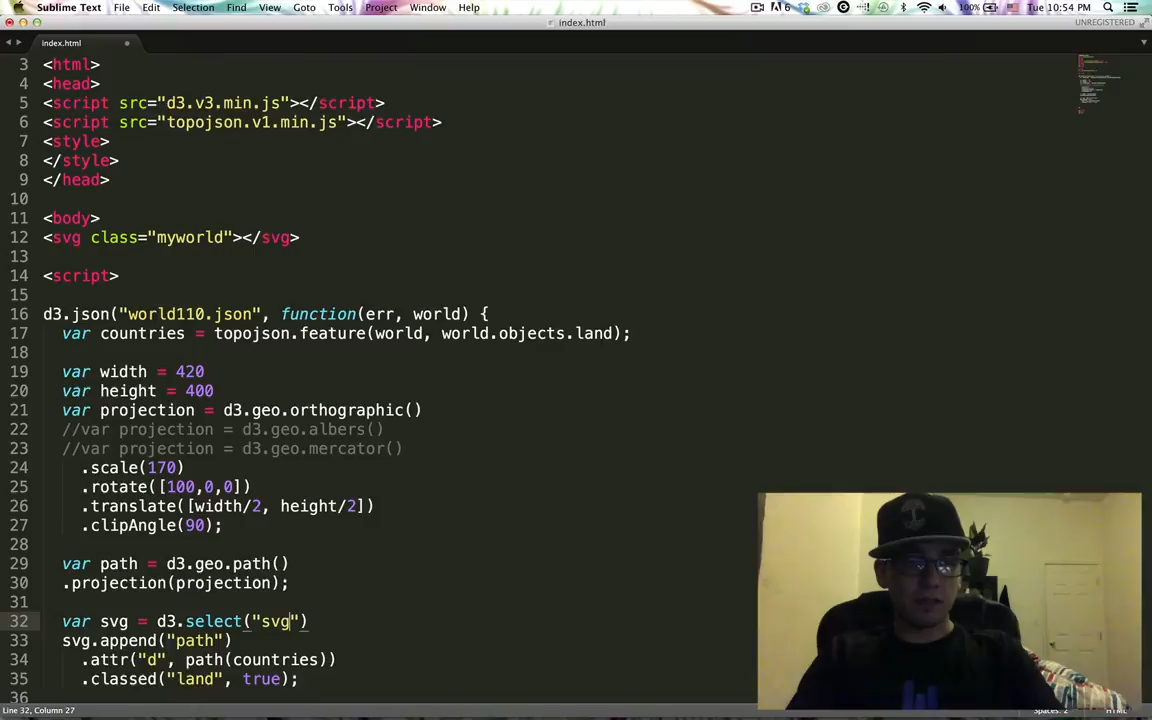 Sublime Text File Edit Selection Find View Goto Tools Project Window Help 6 100% Tue 10:54 PM
index.html UNREGISTERED
index.html
3 <html>
4 <head>
5 <script src="d3.v3.min.js"></script>
6 <script src="topojson.v1.min.js"></script>
7 <style>
8 </style>
9 </head>
10
11 <body>
12 <svg class="myworld"></svg>
13
14 <script>
15
16 d3.json("world110.json", function(err, world) {
17 var countries = topojson.feature(world, world.objects.land);
18
19 var width = 420
20 var height = 400
21 var projection = d3.geo.orthographic()
22 //var projection = d3.geo.albers()
23 //var projection = d3.geo.mercator()
24 .scale(170)
25 .rotate([100,0,0])
26 .translate([width/2, height/2])
27 .clipAngle(90);
28
29 var path = d3.geo.path()
30 .projection(projection);
31
32 var svg = d3.select("svg")
33 svg.append("path")
34 .attr("d", path(countries))
35 .classed("land", true);
36
Line 32, Column 27 Spaces: 2 HTML